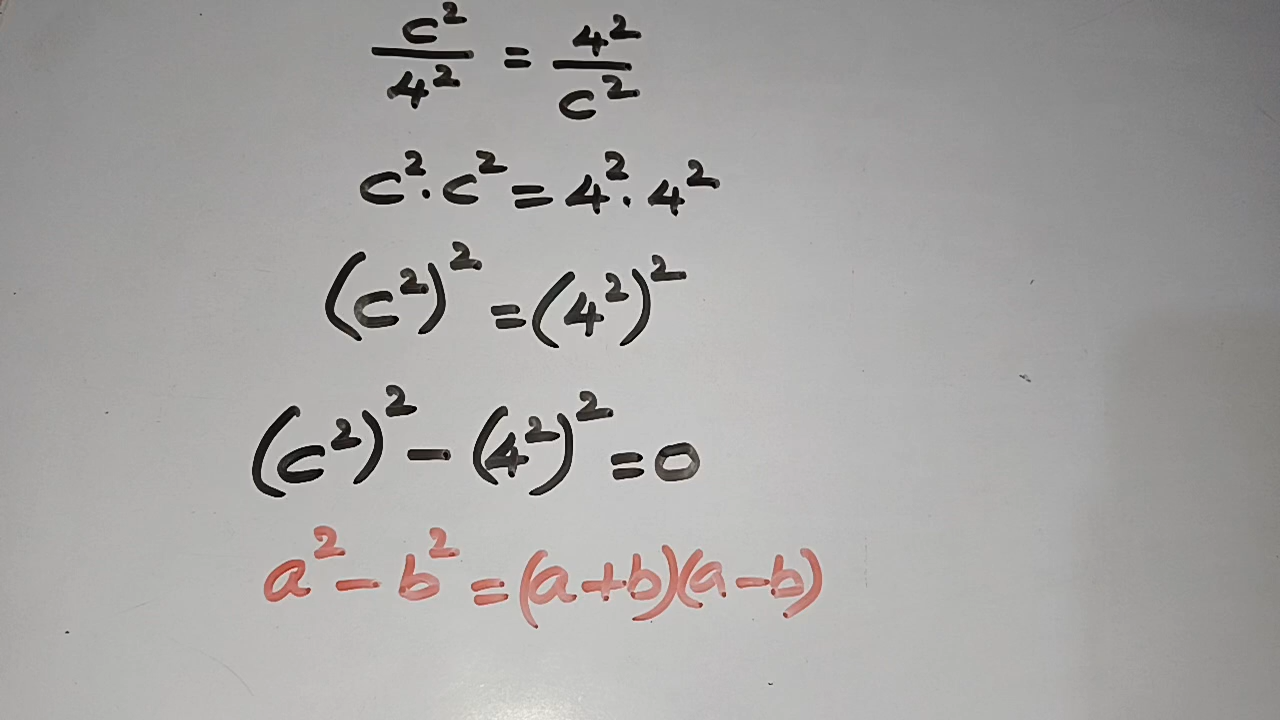 c²/4² = 4²/c²
c².c² = 4².4²
(c²)² = (4²)²
(c²)² - (4²)² = 0
a² - b² = (a+b)(a-b)